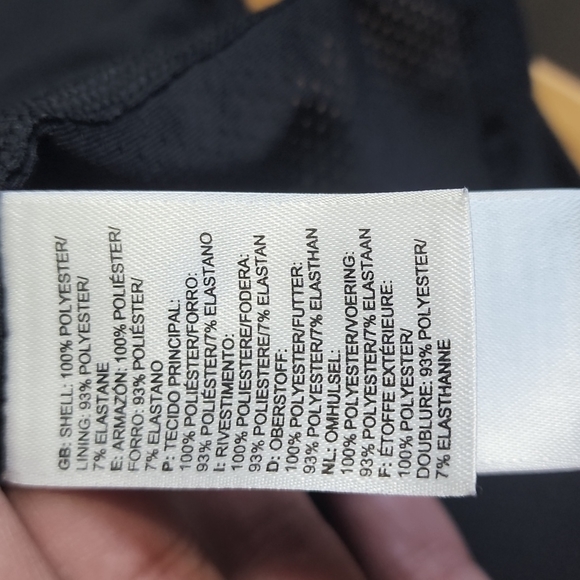 GB: SHELL: 100% POLYESTER/
LINING: 93% POLYESTER/
7% ELASTANE
E: ARMAZÓN: 100% POLIÉSTER/
FORRO: 93% POLIÉSTER/
7% ELASTANO
P: TECIDO PRINCIPAL:
100% POLIÉSTER/FORRO:
93% POLIÉSTER/7% ELASTANO
I: RIVESTIMENTO:
100% POLIESTERE/FODERA:
93% POLIESTERE/7% ELASTAN
D: OBERSTOFF:
100% POLYESTER/FUTTER:
93% POLYESTER/7% ELASTHAN
NL: OMHULSEL:
100% POLYESTER/VOERING:
93% POLYESTER/7% ELASTAAN
F: ÉTOFFE EXTÉRIEURE:
100% POLYESTER/
DOUBLURE: 93% POLYESTER/
7% ELASTHANNE